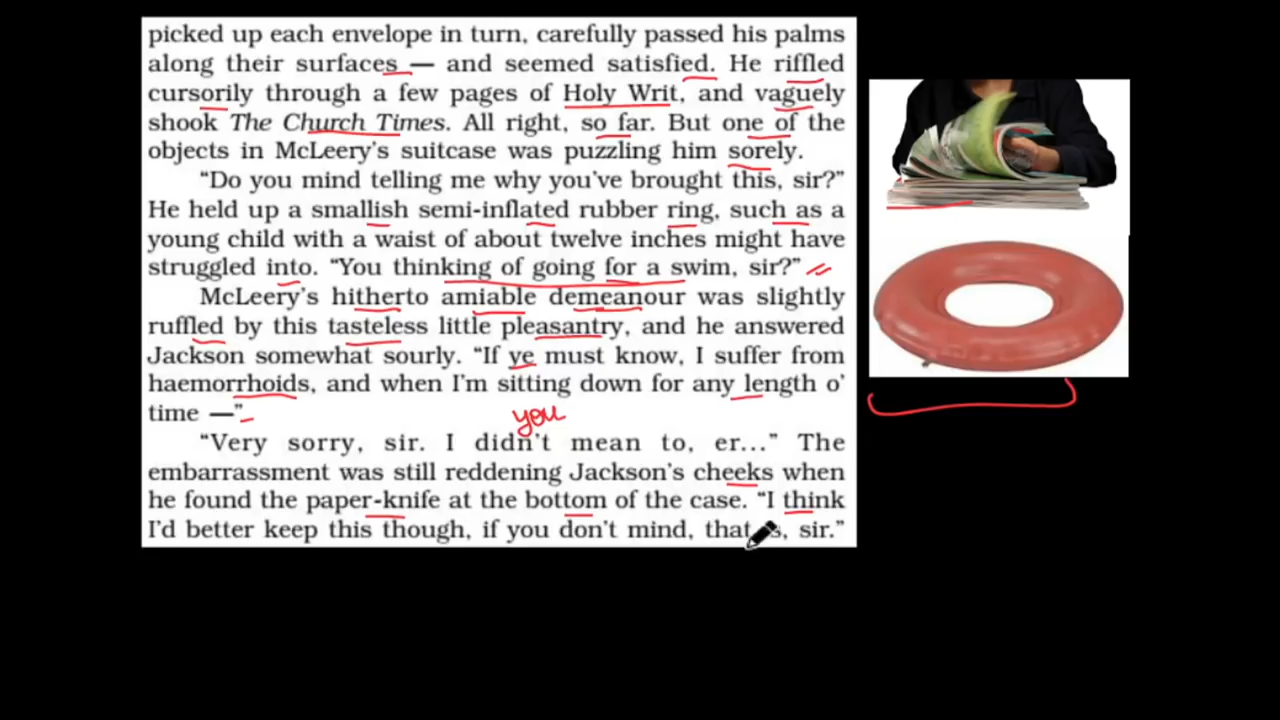 picked up each envelope in turn, carefully passed his palms
along their surfaces — and seemed satisfied. He riffled
cursorily through a few pages of Holy Writ, and vaguely
shook The Church Times. All right, so far. But one of the
objects in McLeery's suitcase was puzzling him sorely.
“Do you mind telling me why you've brought this, sir?”
He held up a smallish semi-inflated rubber ring, such as a
young child with a waist of about twelve inches might have
struggled into. “You thinking of going for a swim, sir?”
McLeery's hitherto amiable demeanour was slightly
ruffled by this tasteless little pleasantry, and he answered
Jackson somewhat sourly. “If ye must know, I suffer from
haemorrhoids, and when I'm sitting down for any length o'
time —”
you
“Very sorry, sir. I didn't mean to, er...” The
embarrassment was still reddening Jackson's cheeks when
he found the paper-knife at the bottom of the case. “I think
I'd better keep this though, if you don't mind, that is, sir.”